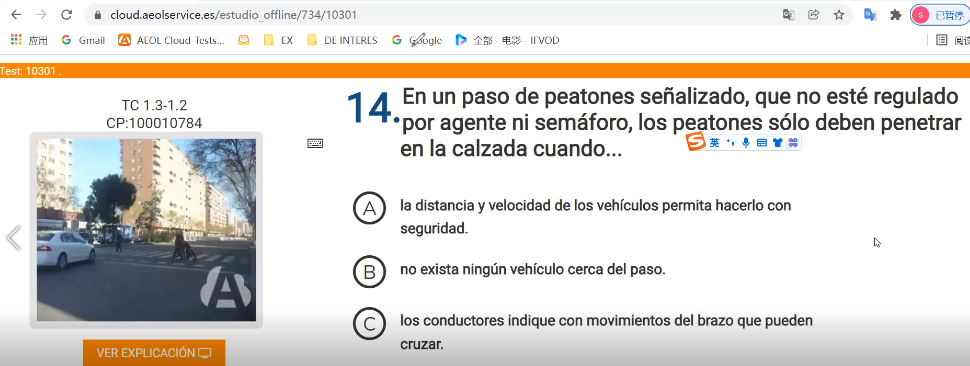 cloud.aeolservice.es/estudio_offline/734/10301
S 已暂停
应用 Gmail AEOL Cloud-Tests... EX DE INTERES Google 全部 - 电影 - IFVOD
Test: 10301 .
TC 1.3-1.2
CP:100010784
VER EXPLICACIÓN
14. En un paso de peatones señalizado, que no esté regulado
por agente ni semáforo, los peatones sólo deben penetrar
en la calzada cuando...
英
A la distancia y velocidad de los vehículos permita hacerlo con
seguridad.
B no exista ningún vehículo cerca del paso.
C los conductores indique con movimientos del brazo que pueden
cruzar.